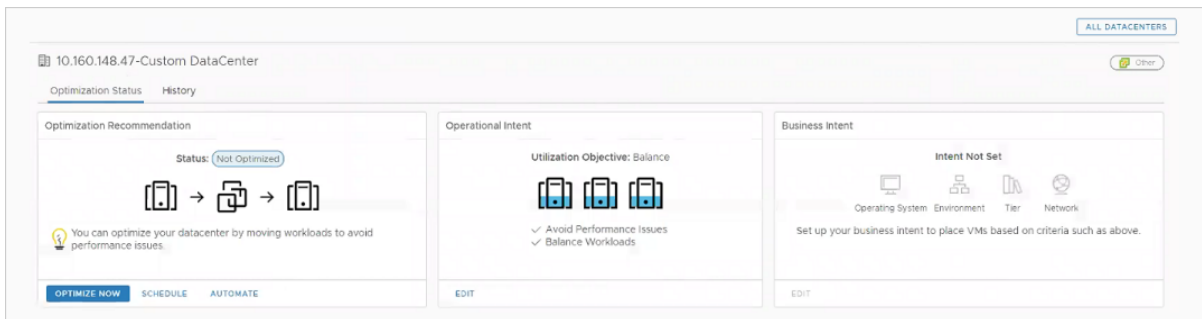 ALL DATACENTERS
10.160.148.47-Custom DataCenter
Other
Optimization Status
History
Optimization Recommendation
Status: Not Optimized
You can optimize your datacenter by moving workloads to avoid
performance issues.
OPTIMIZE NOW
SCHEDULE
AUTOMATE
Operational Intent
Utilization Objective: Balance
Avoid Performance Issues
Balance Workloads
EDIT
Business Intent
Intent Not Set
Operating System
Environment
Tier
Network
Set up your business intent to place VMs based on criteria such as above.
EDIT